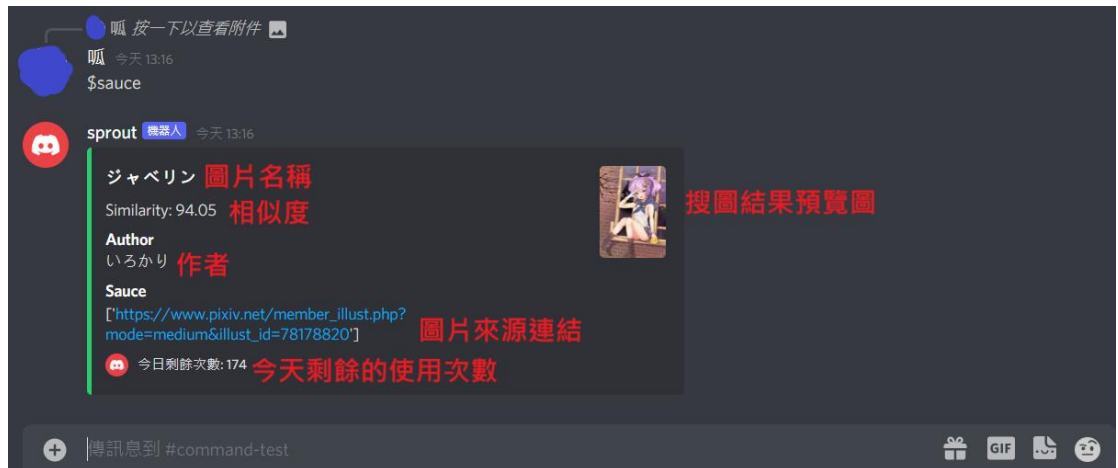 呱 按一下以查看附件
呱 今天 13:16
$sauce
sprout 機器人 今天 13:16
ジャベリン 圖片名稱
Similarity: 94.05 相似度
搜圖結果預覽圖
Author
いろかり 作者
Sauce
['https://www.pixiv.net/member_illust.php?
mode=medium&illust_id=78178820'] 圖片來源連結
今日剩餘次數: 174 今天剩餘的使用次數
傳訊息到 #command-test
GIF